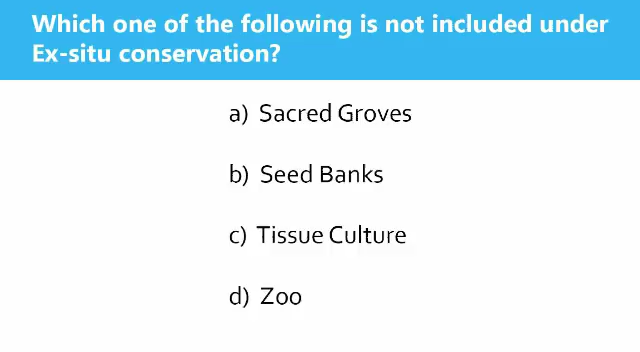 Which one of the following is not included under
Ex-situ conservation?
a) Sacred Groves
b) Seed Banks
c) Tissue Culture
d) Zoo